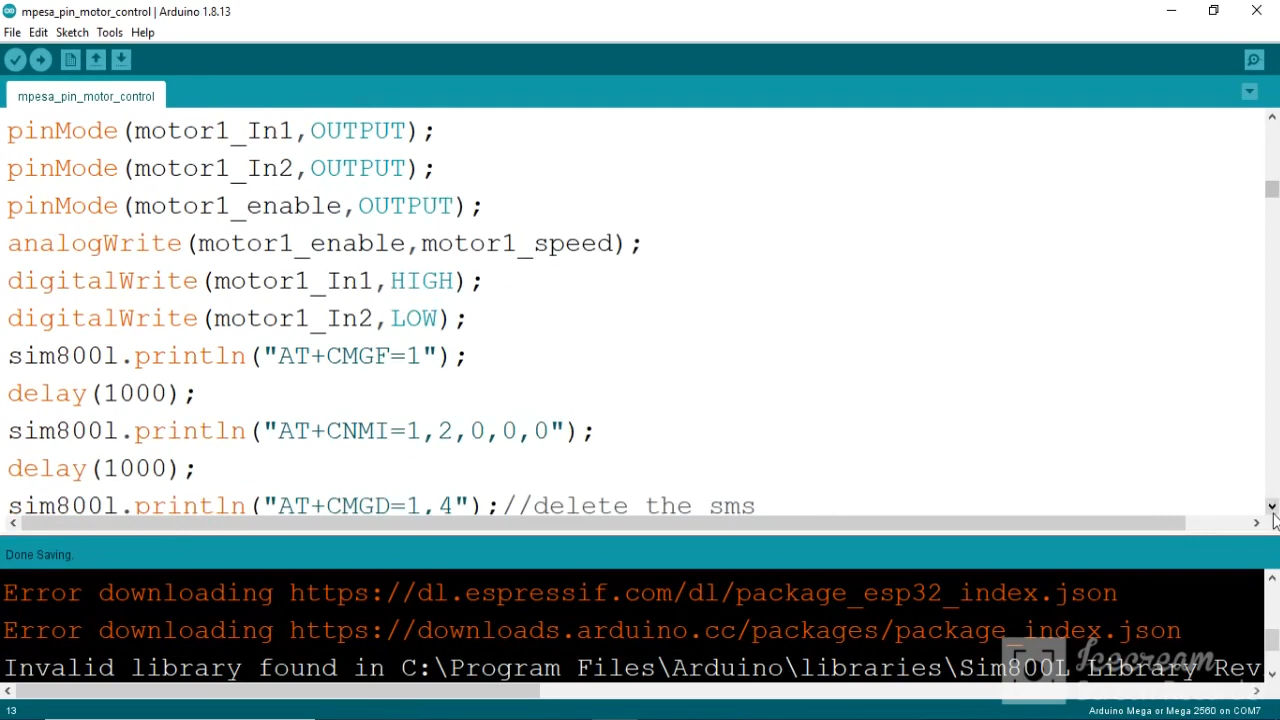 mpesa_pin_motor_control | Arduino 1.8.13
File Edit Sketch Tools Help
mpesa_pin_motor_control
pinMode(motor1_In1,OUTPUT);
pinMode(motor1_In2,OUTPUT);
pinMode(motor1_enable,OUTPUT);
analogWrite(motor1_enable,motor1_speed);
digitalWrite(motor1_In1,HIGH);
digitalWrite(motor1_In2,LOW);
sim800l.println("AT+CMGF=1");
delay(1000);
sim800l.println("AT+CNMI=1,2,0,0,0");
delay(1000);
sim800l.println("AT+CMGD=1,4");//delete the sms
Done Saving.
Error downloading https://dl.espressif.com/dl/package_esp32_index.json
Error downloading https://downloads.arduino.cc/packages/package_index.json
Invalid library found in C:\Program Files\Arduino\libraries\Sim800L Library Rev
Icecream
Screen Recorder
13
Arduino Mega or Mega 2560 on COM7